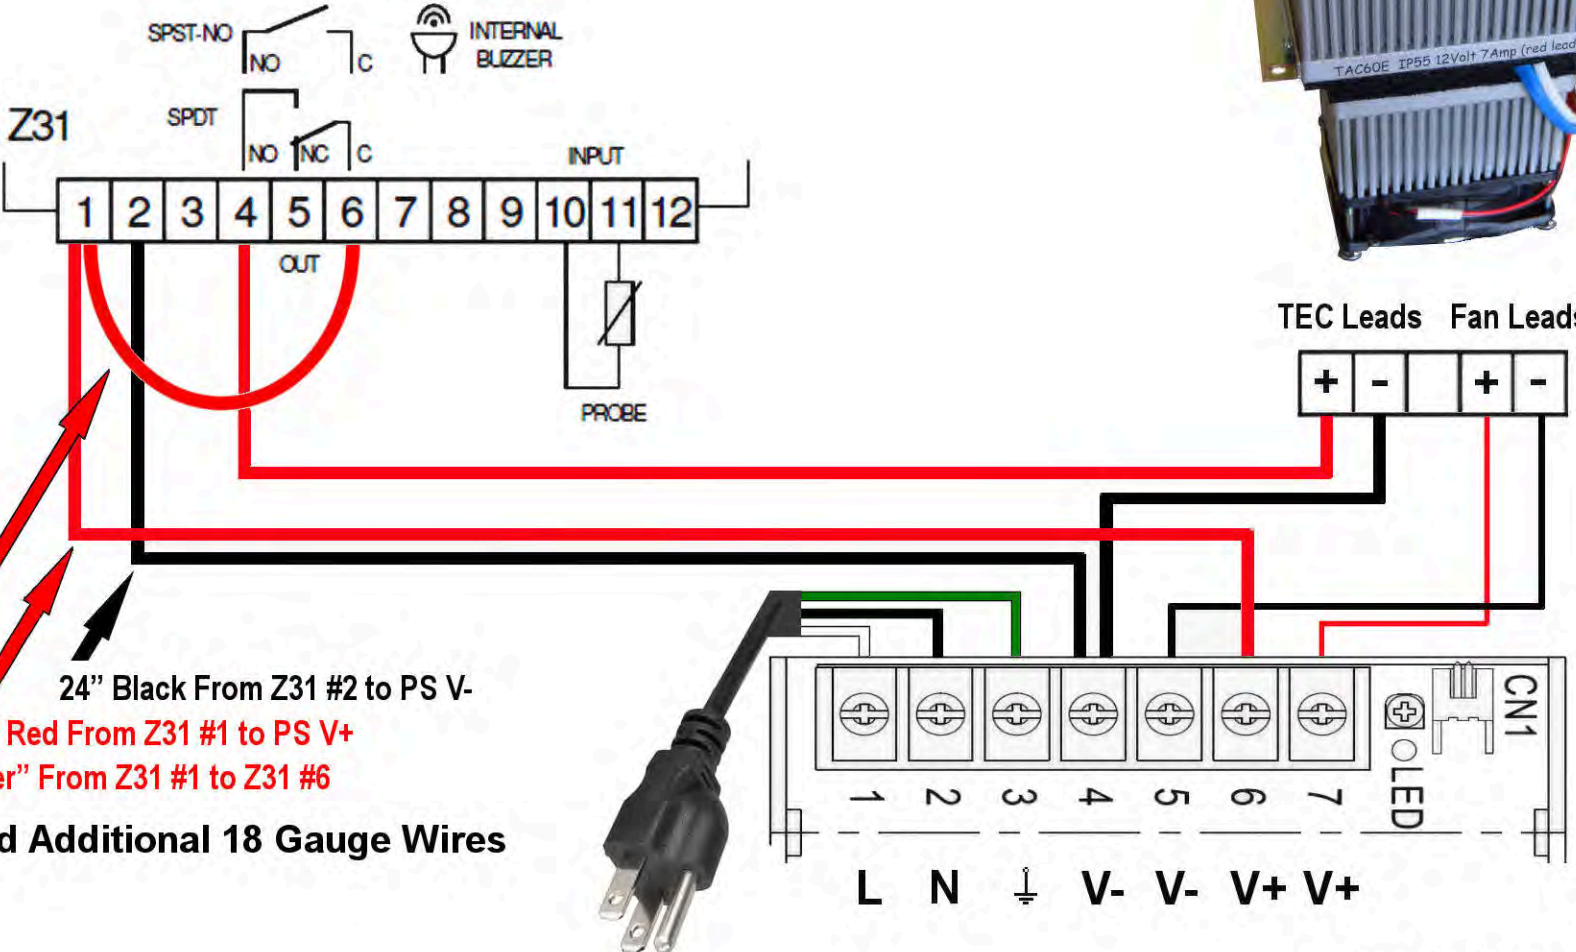 SPST-NO
NO
C
INTERNAL
BUZZER
TAC60E IP55 12Volt 7Amp (red lead
Z31
SPDT
NO NC C
INPUT
1 2 3 4 5 6 7 8 9 10 11 12
OUT
PROBE
TEC Leads Fan Leads
+ - + -
24” Black From Z31 #2 to PS V-
Red From Z31 #1 to PS V+
er” From Z31 #1 to Z31 #6
d Additional 18 Gauge Wires
CN1
1 2 3 4 5 6 7
LED
L N V- V- V+ V+